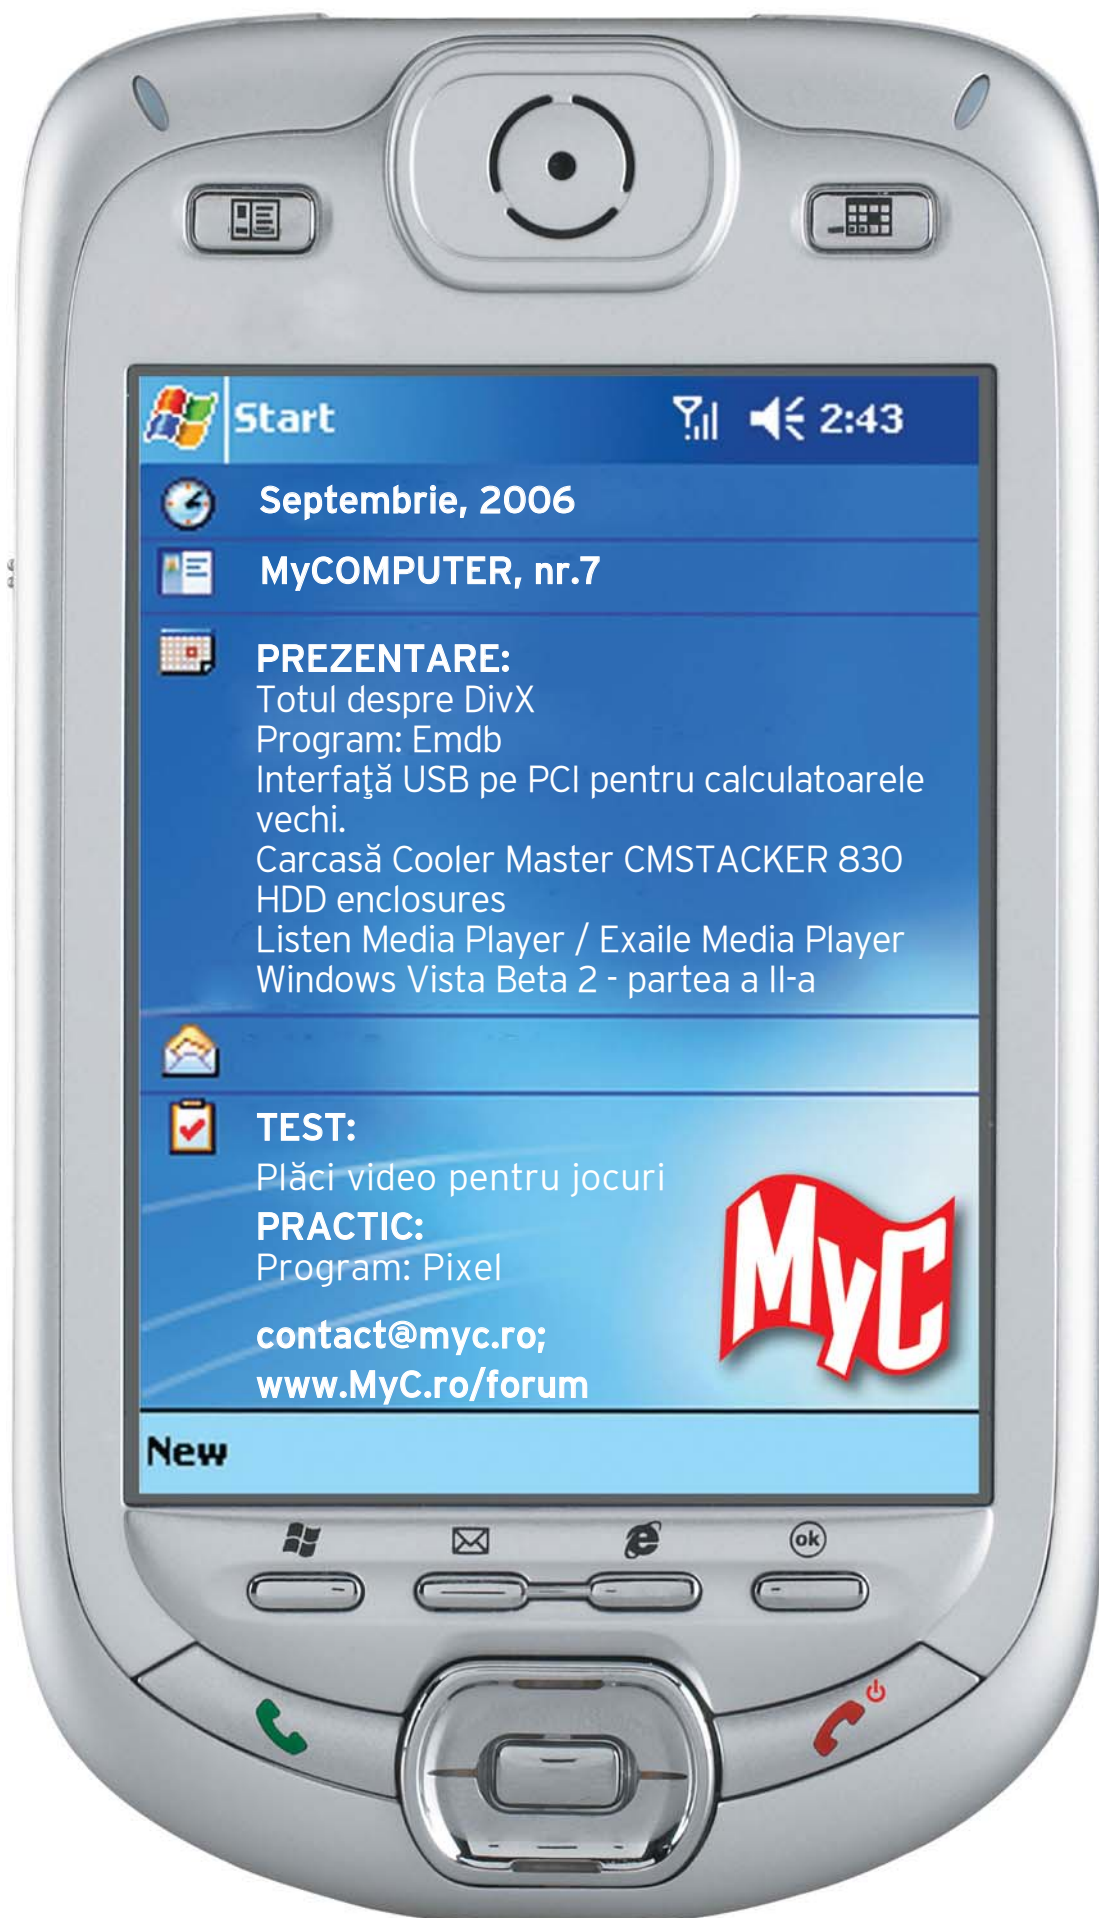 Start 2:43
Septembrie, 2006
MyCOMPUTER, nr.7
PREZENTARE:
Totul despre DivX
Program: Emdb
Interfaţă USB pe PCI pentru calculatoarele
vechi.
Carcasă Cooler Master CMSTACKER 830
HDD enclosures
Listen Media Player / Exaile Media Player
Windows Vista Beta 2 - partea a II-a
TEST:
Plăci video pentru jocuri
PRACTIC:
Program: Pixel
MyC
contact@myc.ro;
www.MyC.ro/forum
New
ok